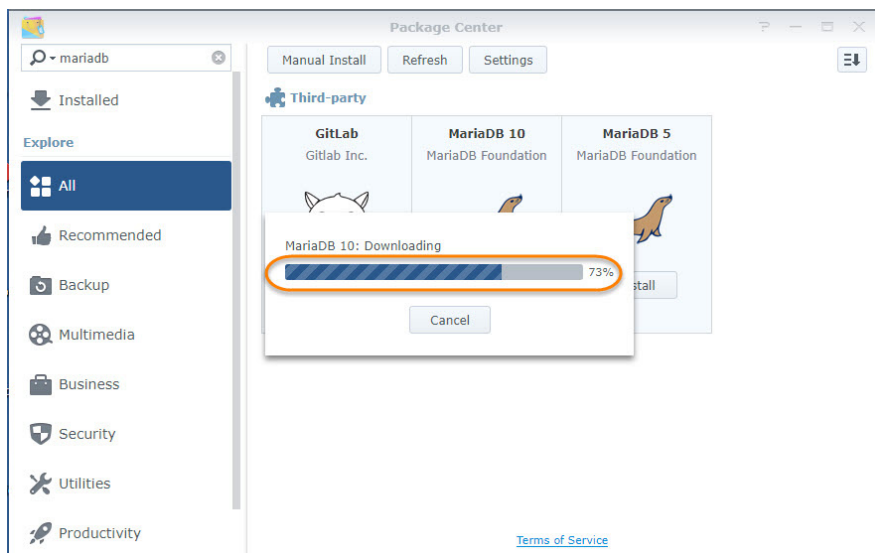 Package Center
mariadb
Manual Install Refresh Settings
Installed
Explore
All
Recommended
Backup
Multimedia
Business
Security
Utilities
Productivity
Third-party
GitLab
Gitlab Inc.
MariaDB 10
MariaDB Foundation
MariaDB 5
MariaDB Foundation
MariaDB 10: Downloading
73%
Cancel
stall
Terms of Service